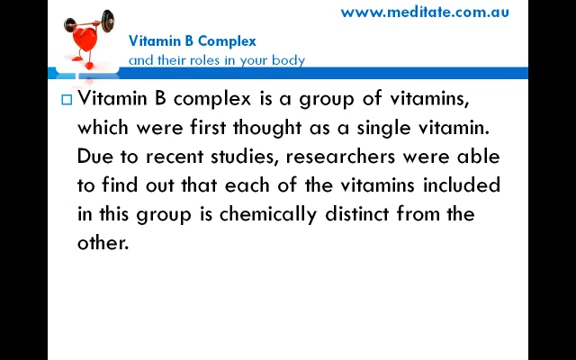 www.meditate.com.au
Vitamin B Complex
and their roles in your body
Vitamin B complex is a group of vitamins,
which were first thought as a single vitamin.
Due to recent studies, researchers were able
to find out that each of the vitamins included
in this group is chemically distinct from the
other.